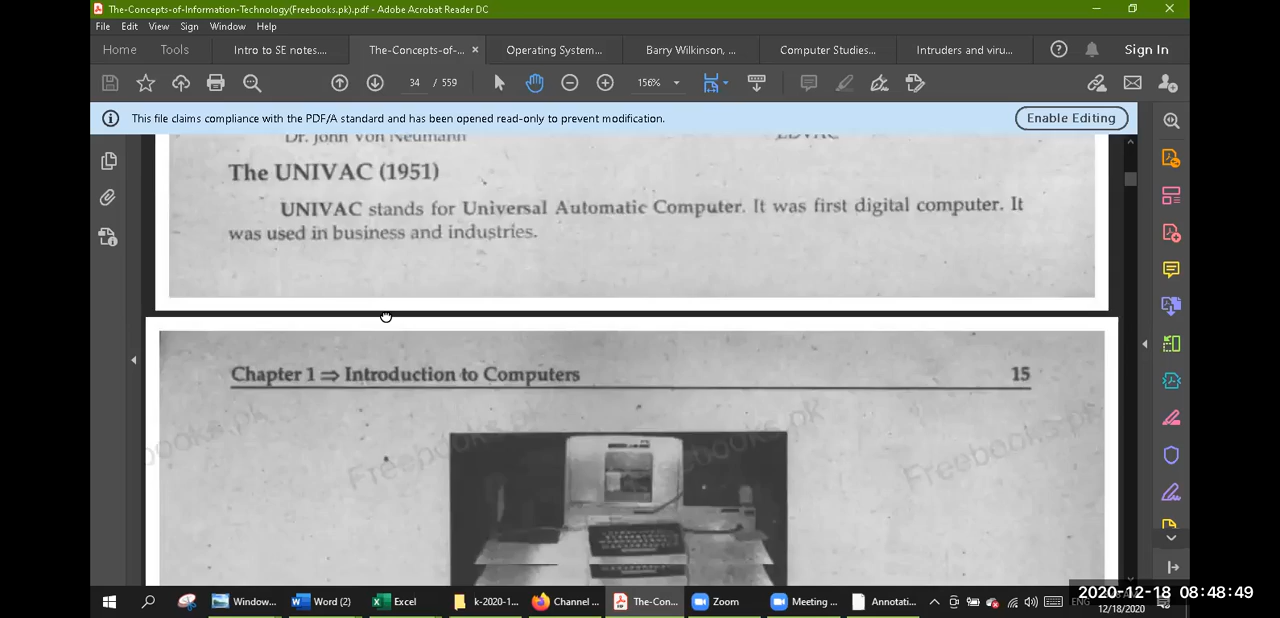 The-Concepts-of-Information-Technology(Freebooks.pk).pdf - Adobe Acrobat Reader DC
File Edit View Sign Window Help
Home Tools Intro to SE notes.... The-Concepts-of-... × Operating System... Barry Wilkinson, ... Computer Studies... Intruders and viru... Sign In
34 / 559 156%
This file claims compliance with the PDF/A standard and has been opened read-only to prevent modification. Enable Editing
Dr. John Von Neumann EDVAC
The UNIVAC (1951)
UNIVAC stands for Universal Automatic Computer. It was first digital computer. It
was used in business and industries.
Chapter 1 ⇒ Introduction to Computers 15
Freebooks.pk
Freebooks.pk
Window... Word (2) Excel k-2020-1... Channel ... The-Con... Zoom Meeting ... Annotati... ENG
2020-12-18 08:48:49
12/18/2020